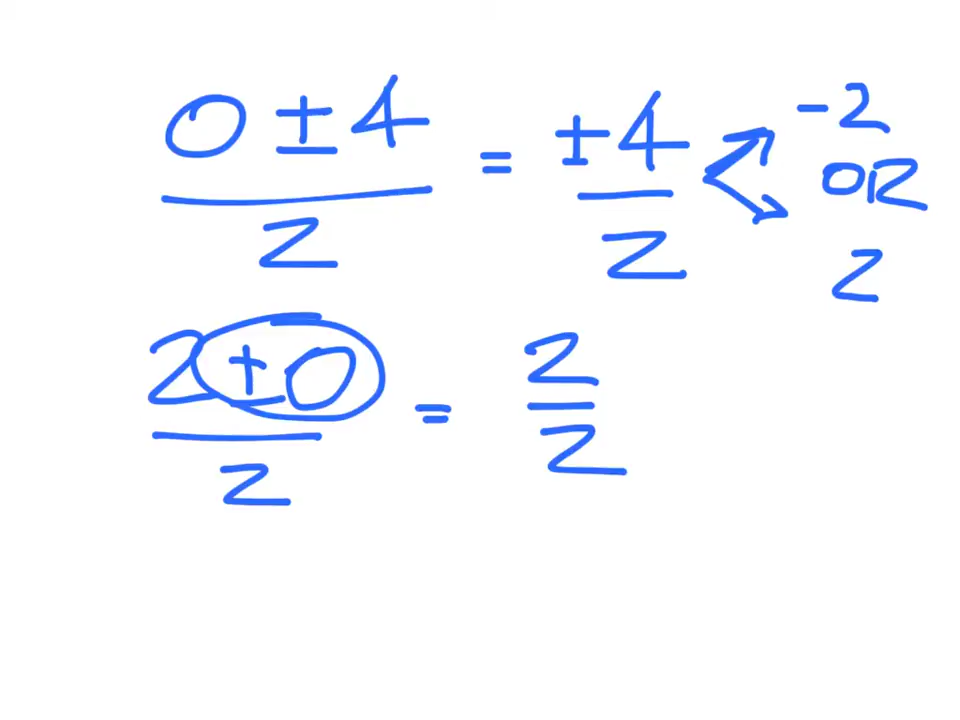 0 ± 4 / 2 = ± 4 / 2 -2 OR 2
2 ± 0 / 2 = 2 / 2